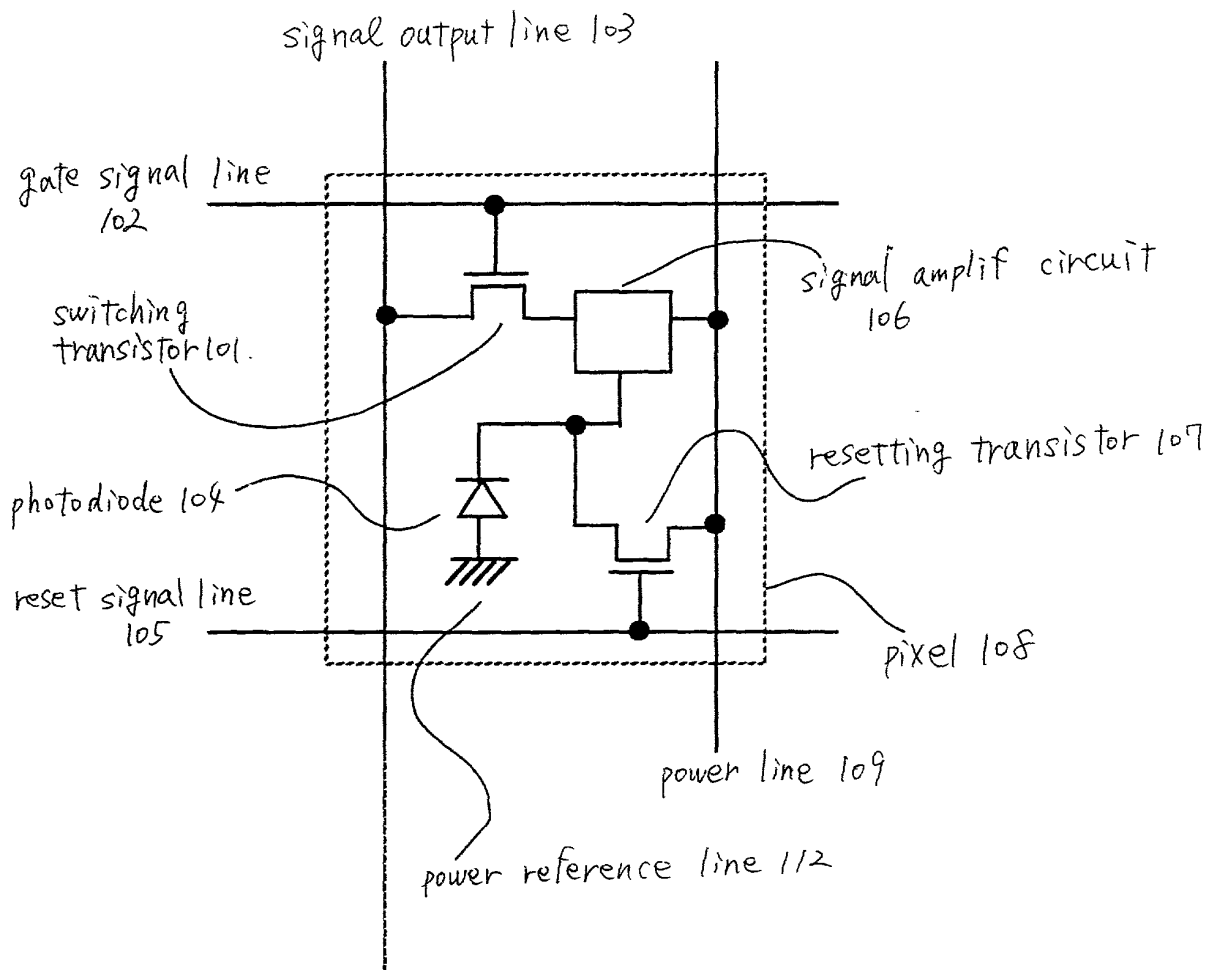 signal output line 103
gate signal line
102
signal amplif circuit
106
switching
transistor 101.
resetting transistor 107
photodiode 104
reset signal line
105
pixel 108
power line 109
power reference line 112